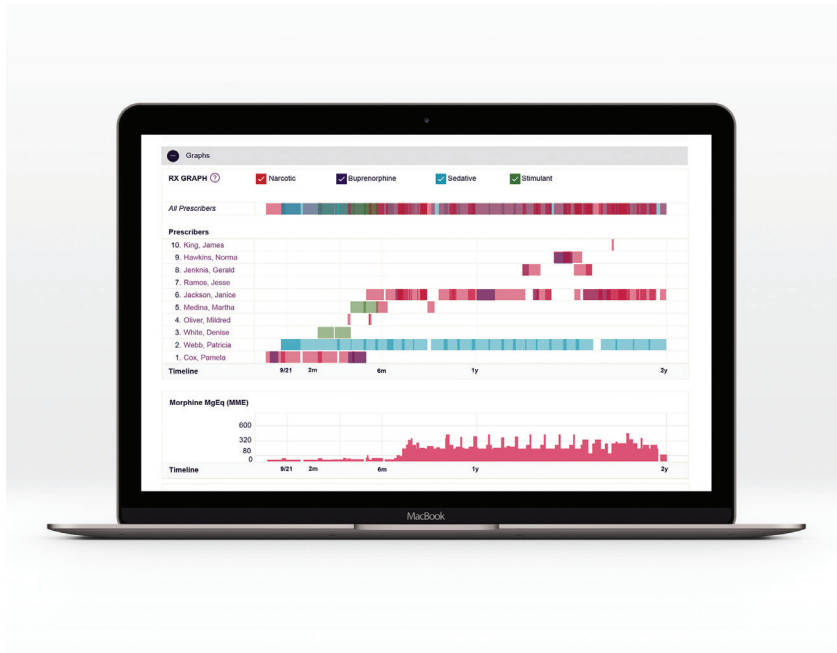 Graphs
RX GRAPH ? Narcotic Buprenorphine Sedative Stimulant
All Prescribers
Prescribers
10. King, James
9. Hawkins, Norma
8. Jenknis, Gerald
7. Ramos, Jesse
6. Jackson, Janice
5. Medina, Martha
4. Oliver, Mildred
3. White, Denise
2. Webb, Patricia
1. Cox, Pamela
Timeline 9/21 2m 6m 1y 2y
Morphine MgEq (MME)
600
320
80
0
Timeline 9/21 2m 6m 1y 2y
MacBook